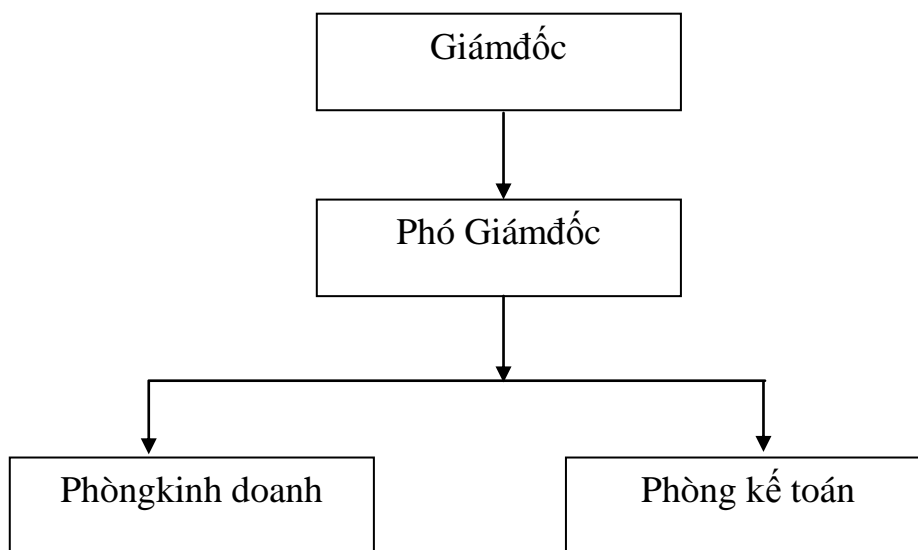 Giámđốc
Phó Giámđốc
Phòngkinh doanh
Phòng kế toán